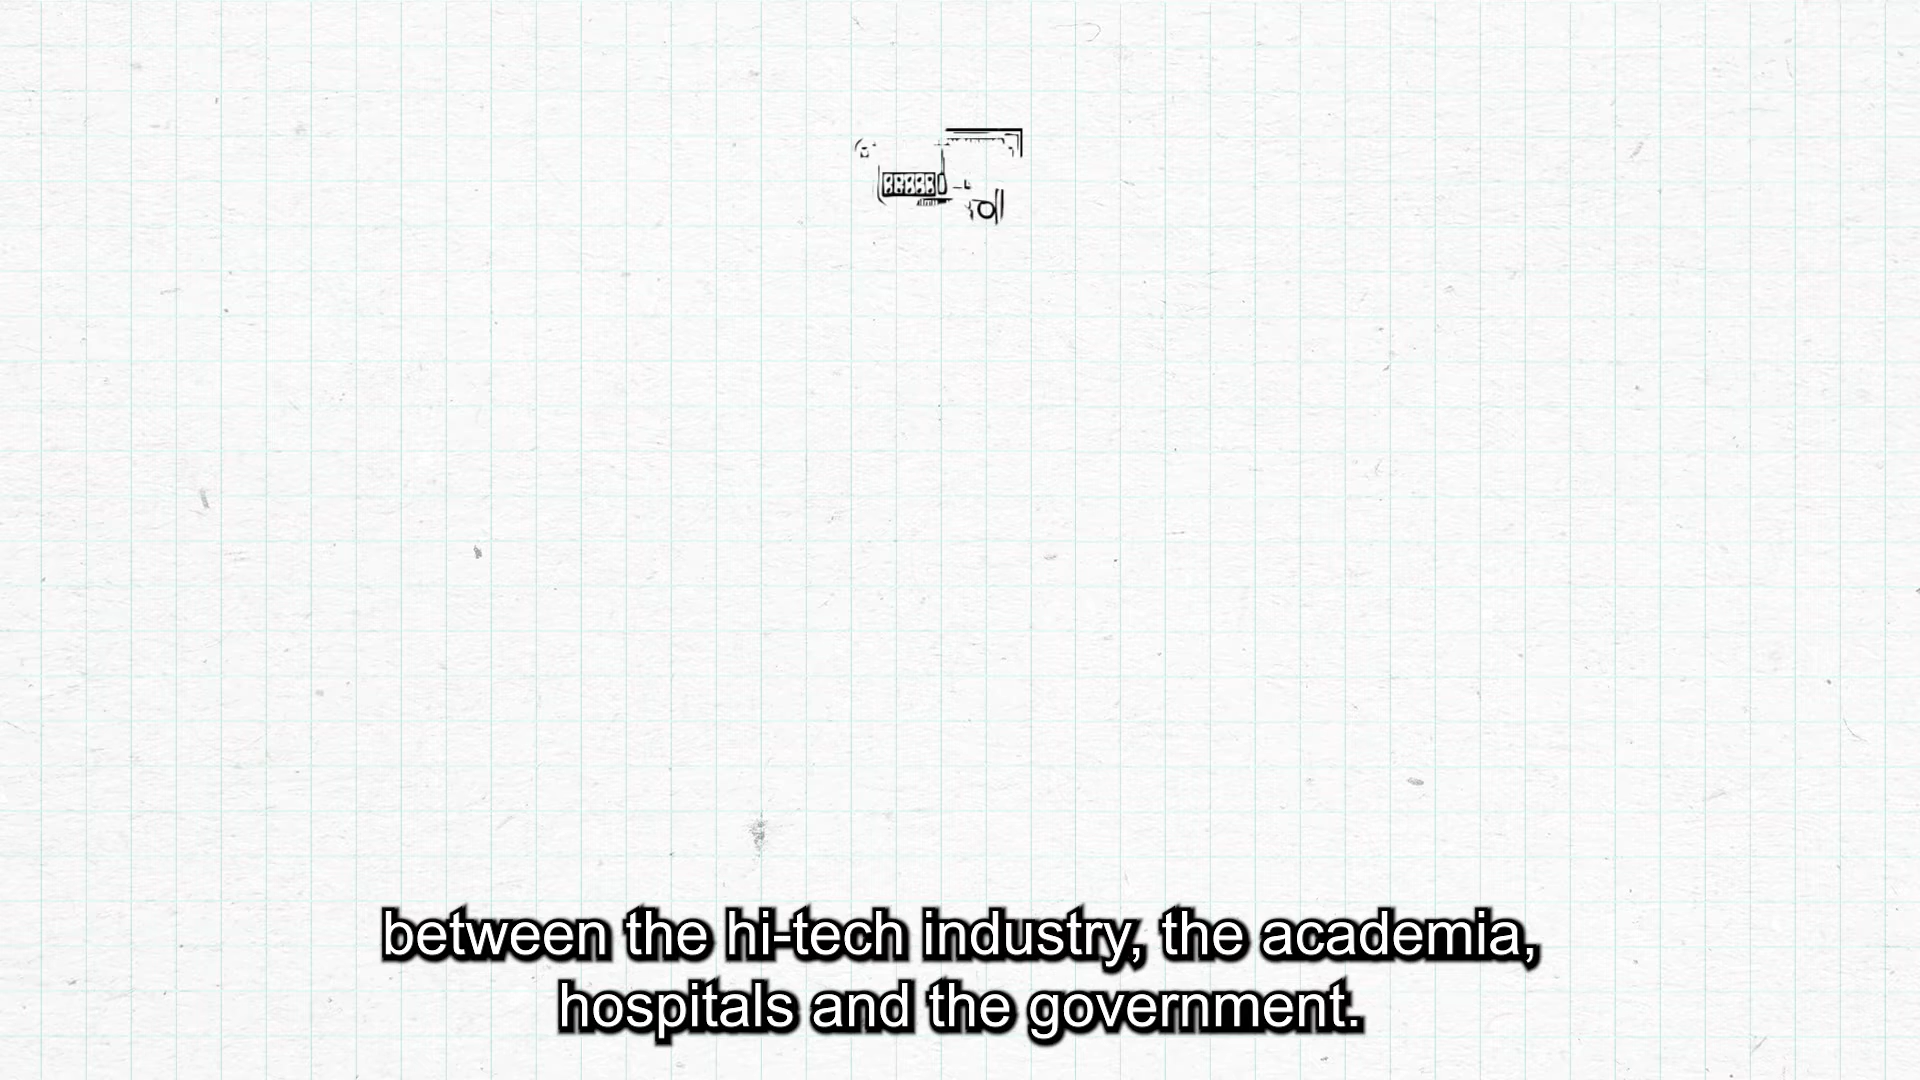 between the hi-tech industry, the academia,
hospitals and the government.